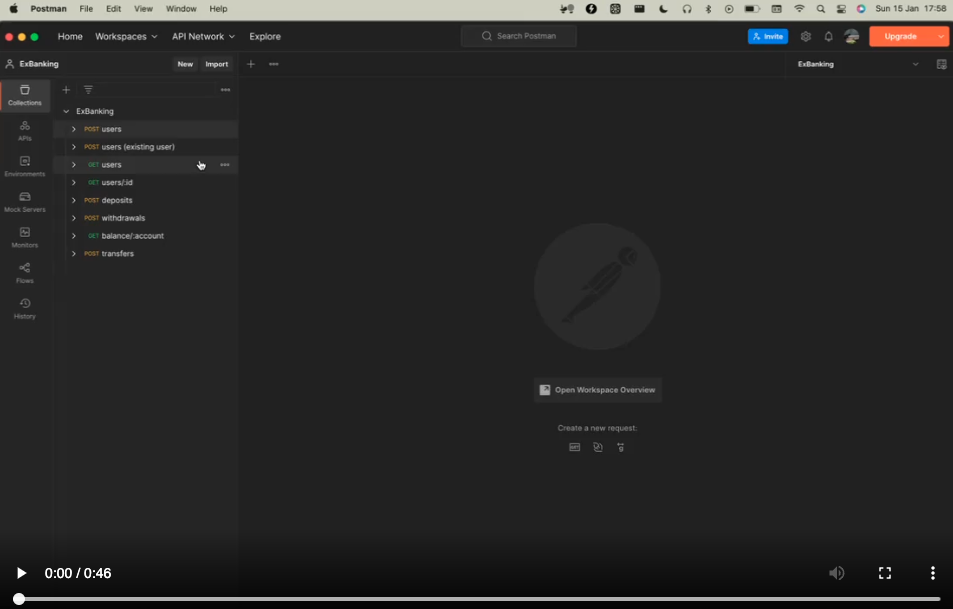 Postman File Edit View Window Help Sun 15 Jan 17:58
Home Workspaces API Network Explore Search Postman Invite Upgrade
ExBanking New Import ExBanking
Collections
APIs
Environments
Mock Servers
Monitors
Flows
History
ExBanking
POST users
POST users (existing user)
GET users
GET users/:id
POST deposits
POST withdrawals
GET balance/:account
POST transfers
Open Workspace Overview
Create a new request:
0:00 / 0:46